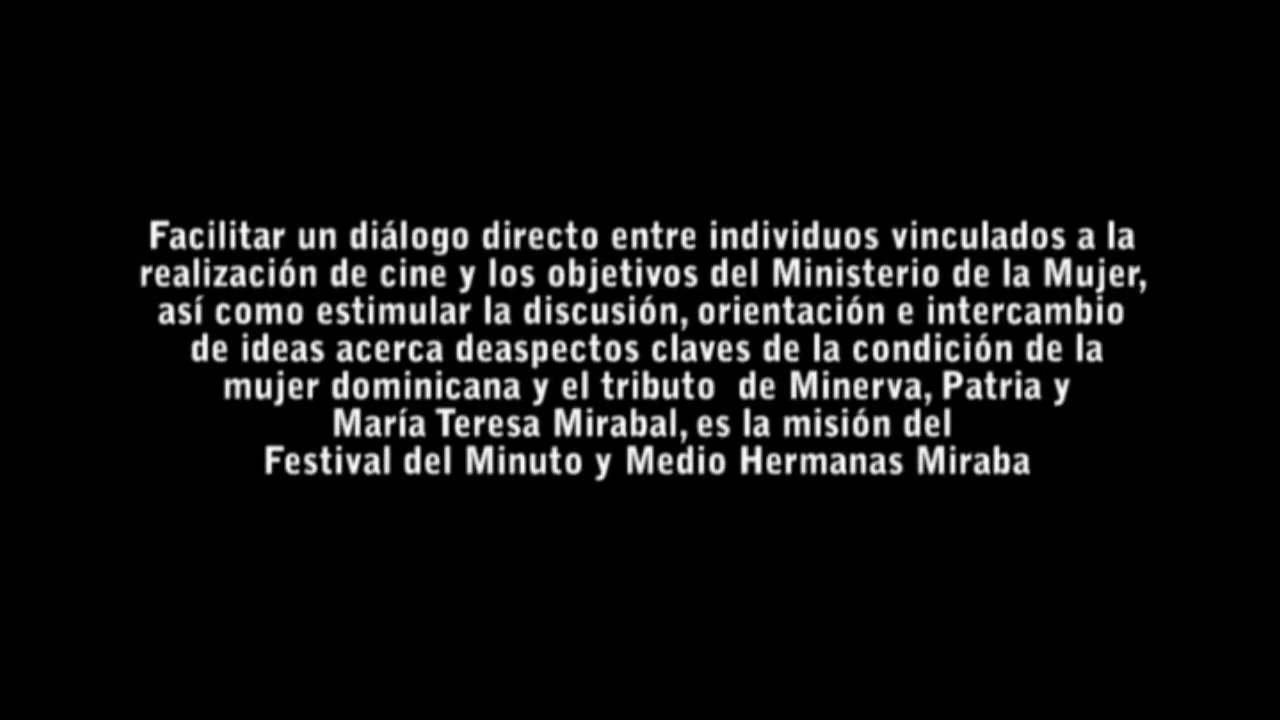 Facilitar un diálogo directo entre individuos vinculados a la
realización de cine y los objetivos del Ministerio de la Mujer,
así como estimular la discusión, orientación e intercambio
de ideas acerca deaspectos claves de la condición de la
mujer dominicana y el tributo  de Minerva, Patria y
María Teresa Mirabal, es la misión del
Festival del Minuto y Medio Hermanas Miraba